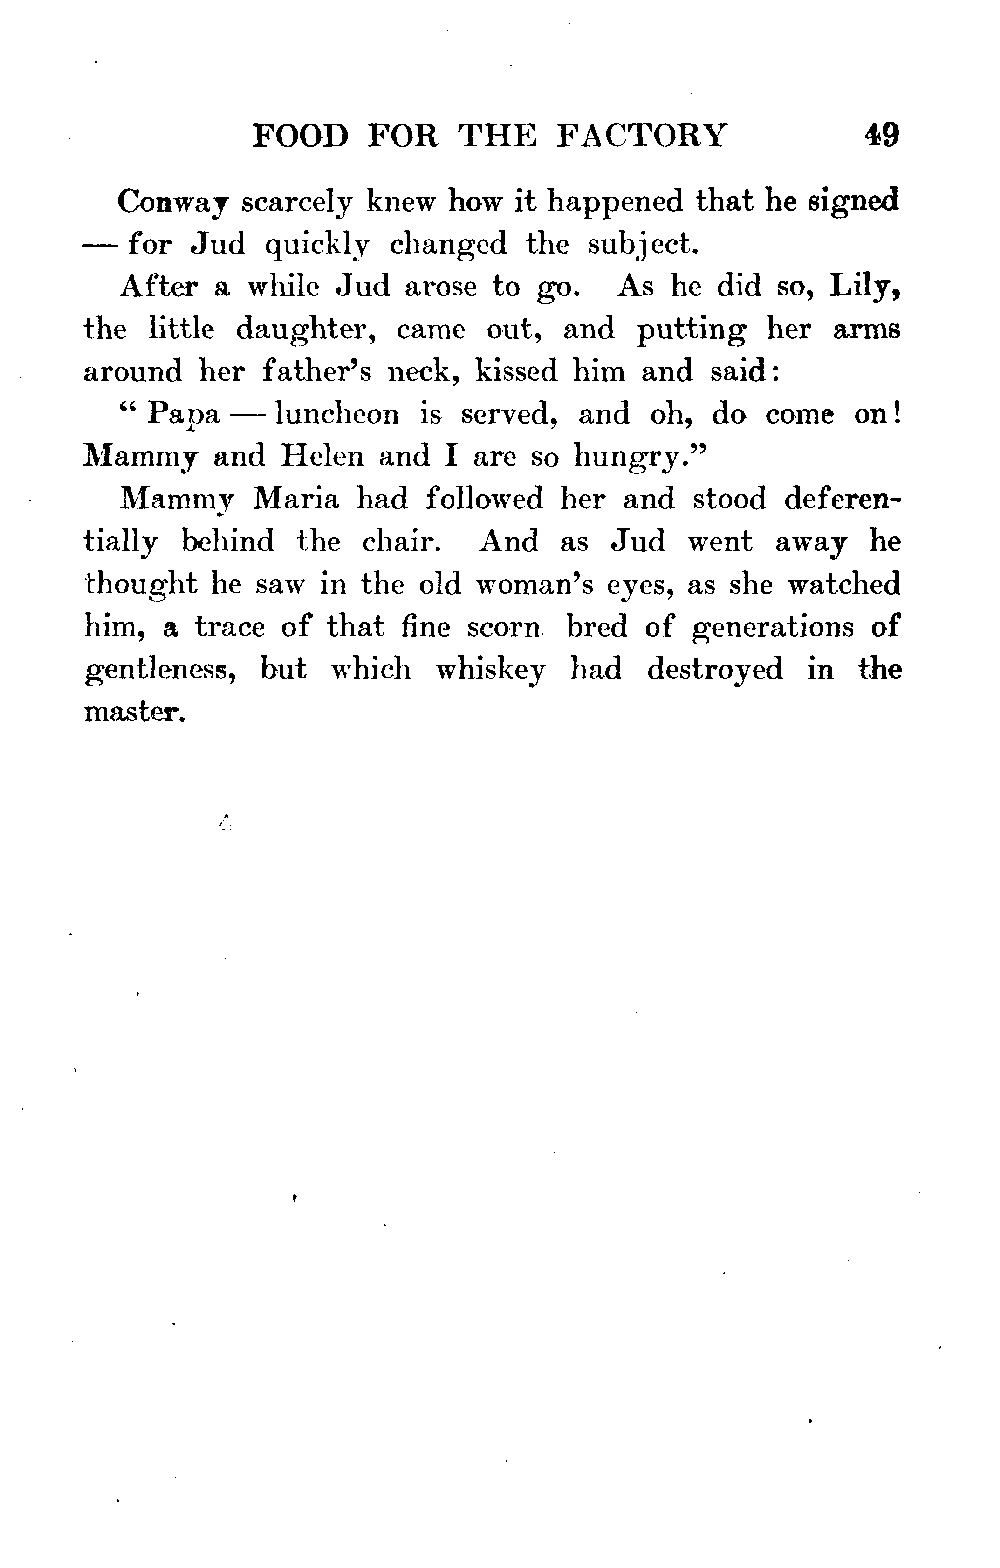 FOOD FOR THE FACTORY 49
Conway scarcely knew how it happened that he signed
— for Jud quickly changed the subject.
After a while Jud arose to go. As he did so, Lily,
the little daughter, came out, and putting her arms
around her father's neck, kissed him and said:
“ Papa — luncheon is served, and oh, do come on!
Mammy and Helen and I are so hungry.”
Mammy Maria had followed her and stood deferen-
tially behind the chair. And as Jud went away he
thought he saw in the old woman's eyes, as she watched
him, a trace of that fine scorn bred of generations of
gentleness, but which whiskey had destroyed in the
master.